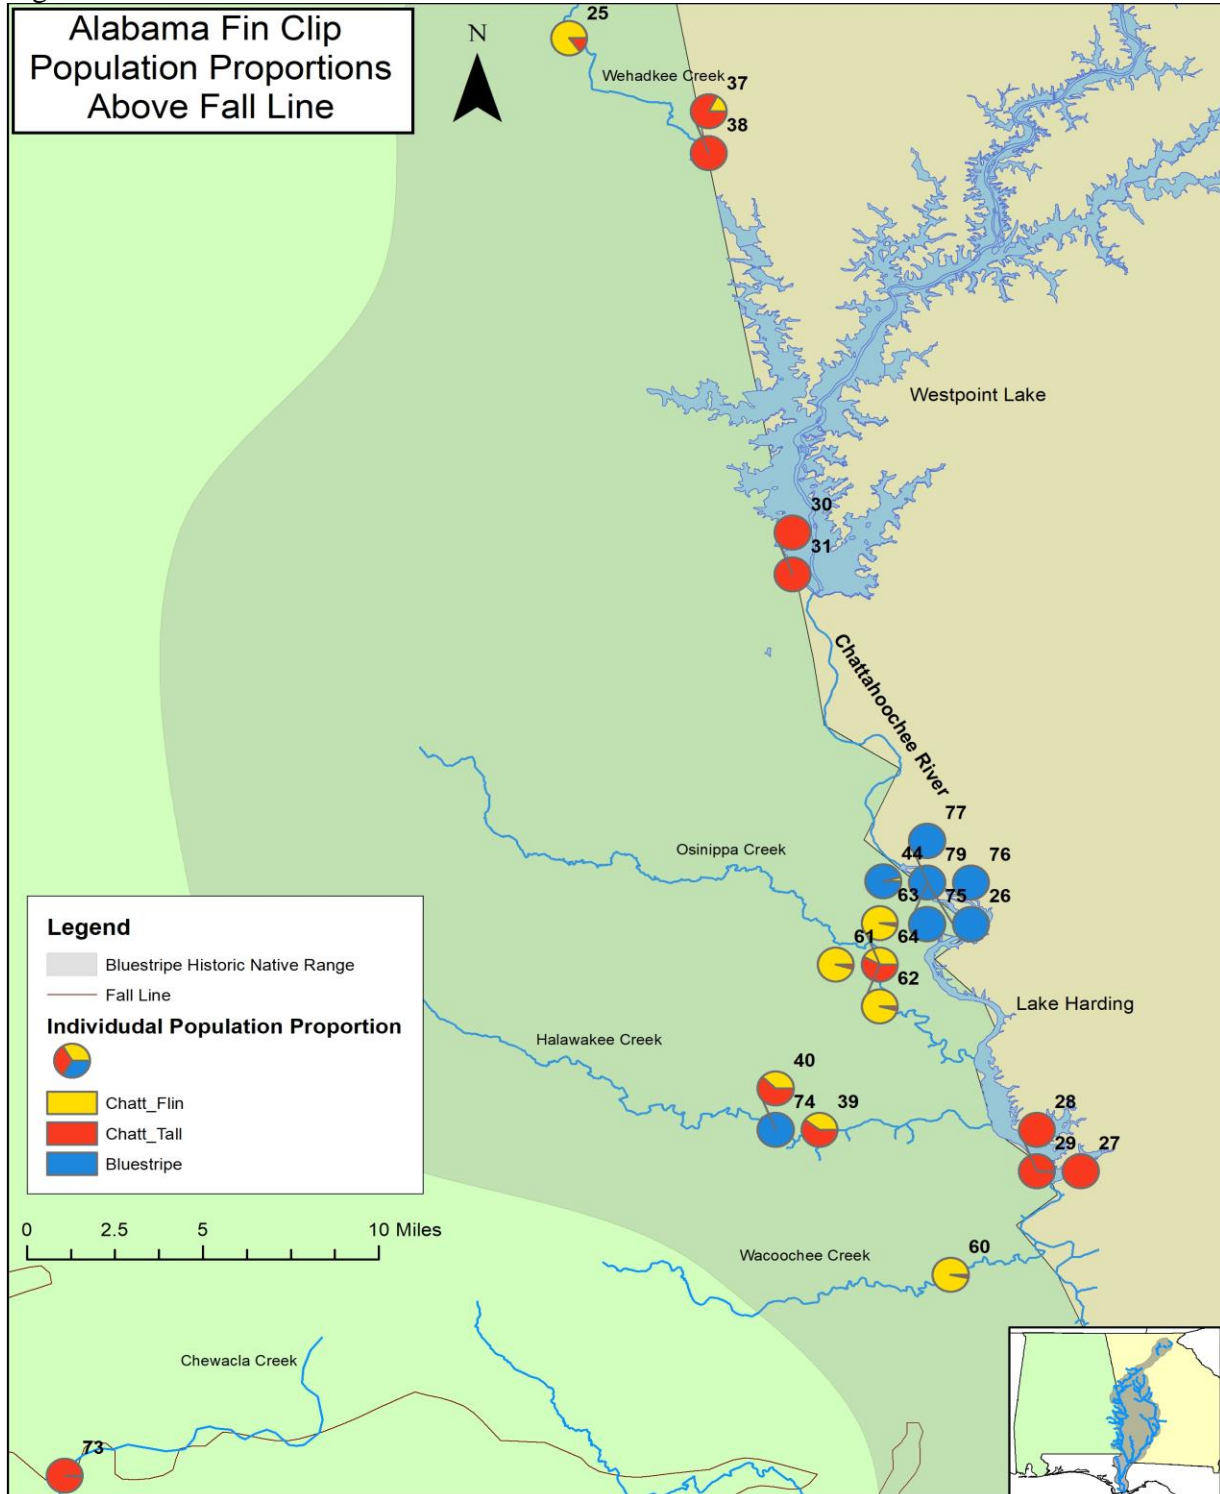 Alabama Fin Clip
Population Proportions
Above Fall Line
N
25
Wehadkee Creek
37
38
Westpoint Lake
30
31
Chattahoochee River
77
Osinippa Creek
44
79
76
63
75
26
61
64
62
Lake Harding
Halawakee Creek
40
74
39
28
29
27
Wacoochee Creek
60
Chewacla Creek
73
Legend
Bluestripe Historic Native Range
Fall Line
Individudal Population Proportion
Chatt_Flin
Chatt_Tall
Bluestripe
0 2.5 5 10 Miles